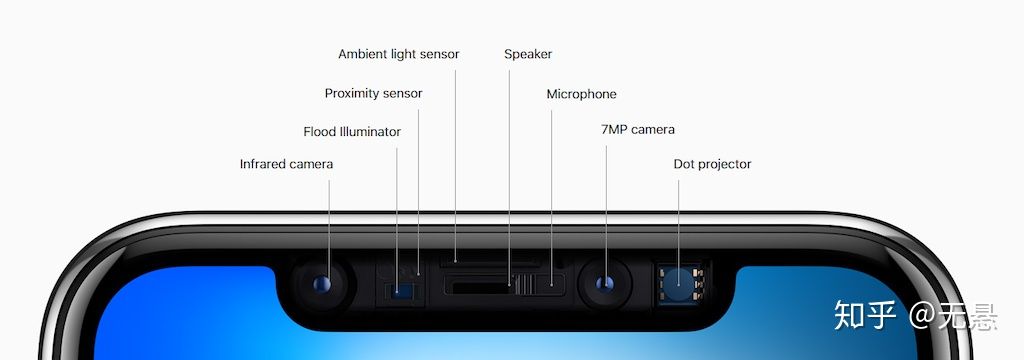 Ambient light sensor
Speaker
Proximity sensor
Microphone
Flood Illuminator
7MP camera
Infrared camera
Dot projector
知乎 @无悬